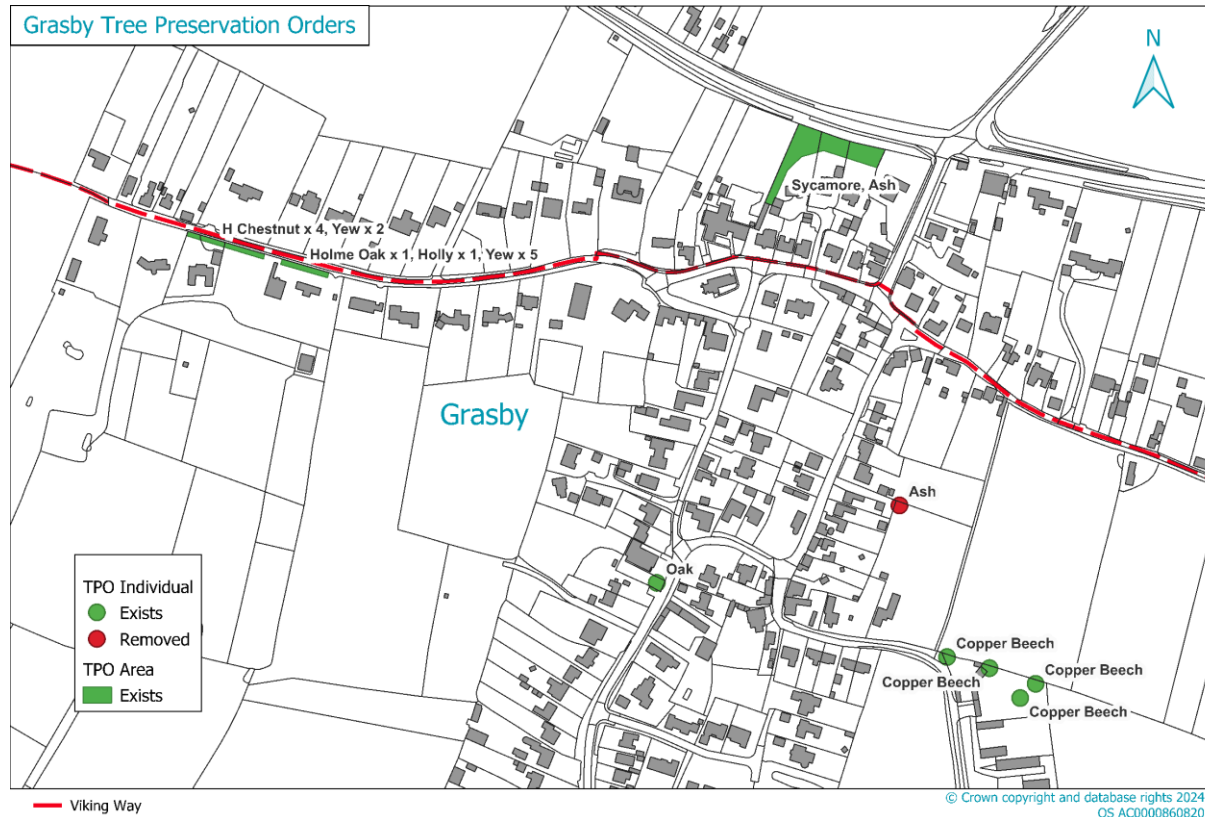 Grasby Tree Preservation Orders
N
Sycamore, Ash
H Chestnut x 4, Yew x 2
Holme Oak x 1, Holly x 1, Yew x 5
Grasby
Ash
Oak
Copper Beech
Copper Beech
Copper Beech
Copper Beech
TPO Individual
Exists
Removed
TPO Area
Exists
Viking Way
© Crown copyright and database rights 2024
OS AC0000860820